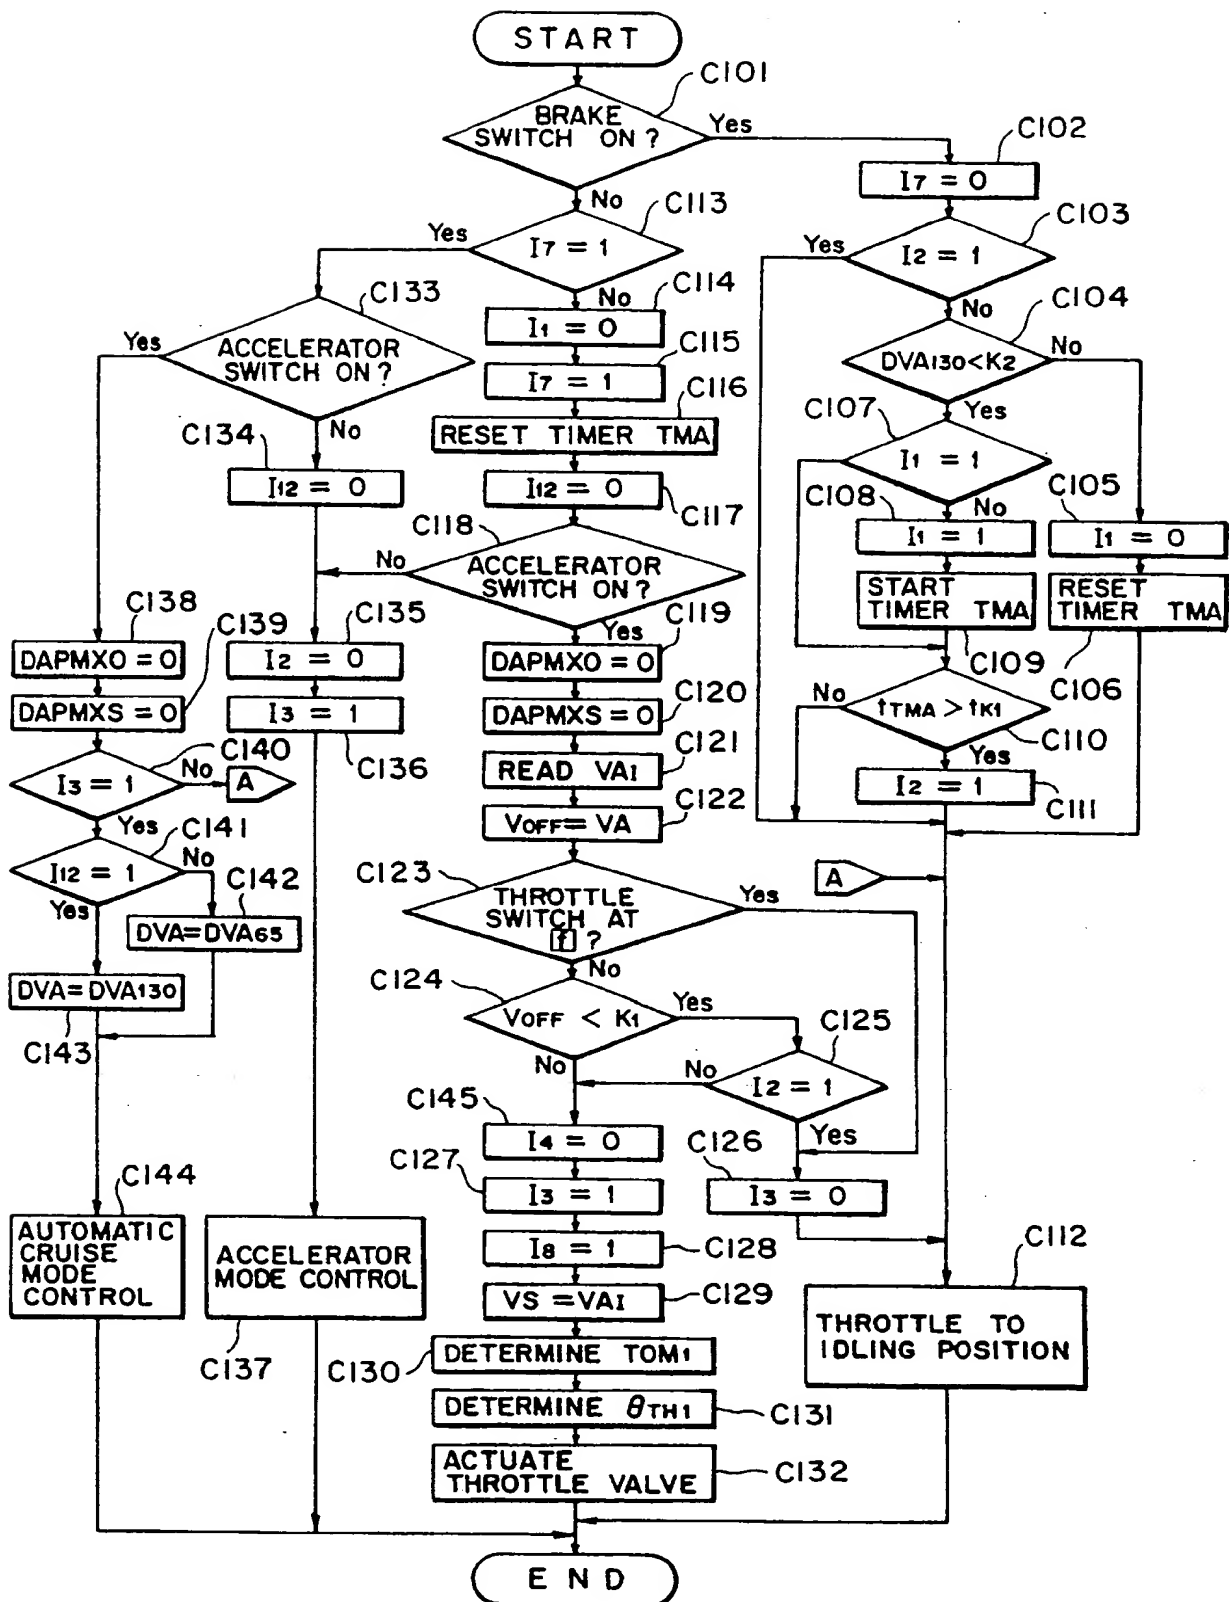 START
C101
BRAKE
SWITCH ON?
Yes
No
C102
I7 = 0
C113
I7 = 1
Yes
No
C103
I2 = 1
Yes
No
C114
I1 = 0
C133
ACCELERATOR
SWITCH ON?
Yes
No
C104
DVA130<K2
No
Yes
C115
I7 = 1
C116
RESET TIMER TMA
C107
I1 = 1
No
C134
I12 = 0
I12 = 0
C117
C108
I1 = 1
C105
I1 = 0
C118
ACCELERATOR
SWITCH ON?
No
Yes
START
TIMER TMA
C109
RESET
TIMER TMA
C106
C138
DAPMXO = 0
C139
DAPMXS = 0
C135
I2 = 0
I3 = 1
C136
C119
DAPMXO = 0
C120
DAPMXS = 0
No
tTMA > tK1
C110
Yes
C140
I3 = 1
No
A
Yes
C121
READ VAI
C122
VOFF = VA
I2 = 1
C111
C141
I12 = 1
No
Yes
C142
DVA=DVA65
C123
THROTTLE
SWITCH AT
f ?
Yes
No
A
DVA=DVA130
C143
C124
VOFF < K1
Yes
No
C125
I2 = 1
No
Yes
C145
I4 = 0
C127
I3 = 1
C126
I3 = 0
C144
AUTOMATIC
CRUISE
MODE
CONTROL
ACCELERATOR
MODE CONTROL
C137
I8 = 1
C128
VS = VAI
C129
C112
THROTTLE TO
IDLING POSITION
C130
DETERMINE TOM1
DETERMINE θTH1
C131
ACTUATE
THROTTLE VALVE
C132
END